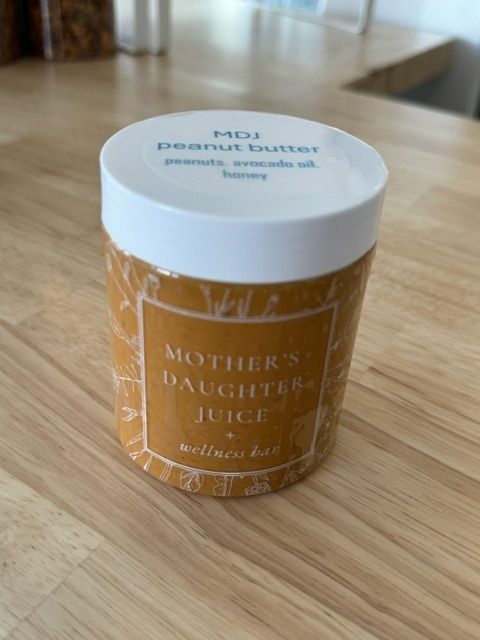 MDJ
peanut butter
peanuts. avocado oil.
honey
MOTHER'S
DAUGHTER
JUICE
+
wellness bar